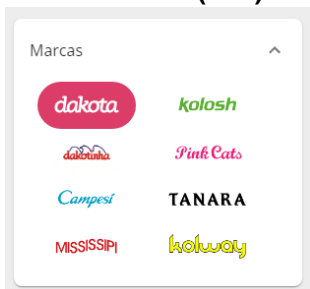 Marcas
dakota kolosh
dakotinha Pink Cats
Campesí TANARA
MISSISSIPI kolway